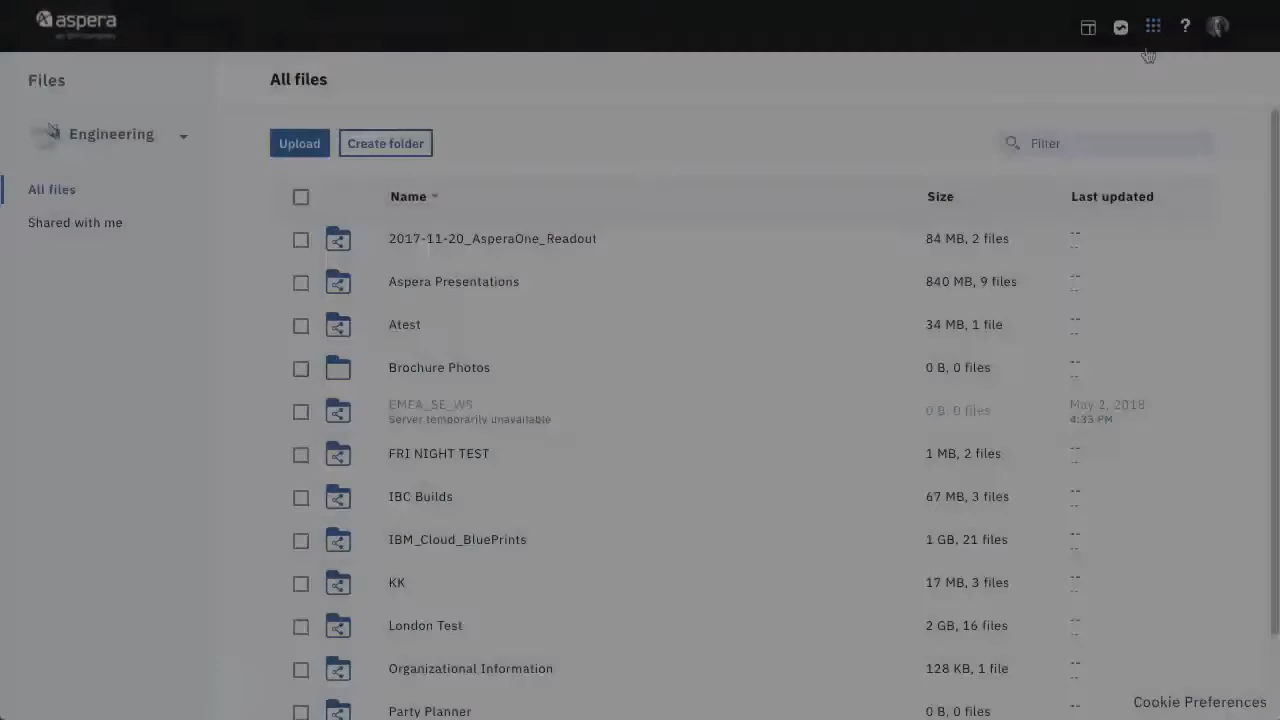 aspera
an IBM company
?
Files
All files
Engineering
Upload
Create folder
Filter
All files
Shared with me
Name
Size
Last updated
2017-11-20_AsperaOne_Readout
84 MB, 2 files
--
--
Aspera Presentations
840 MB, 9 files
--
--
Atest
34 MB, 1 file
--
--
Brochure Photos
0 B, 0 files
--
--
EMEA_SE_WS
Server temporarily unavailable
0 B, 0 files
May 2, 2018
4:33 PM
FRI NIGHT TEST
1 MB, 2 files
--
--
IBC Builds
67 MB, 3 files
--
--
IBM_Cloud_BluePrints
1 GB, 21 files
--
--
KK
17 MB, 3 files
--
--
London Test
2 GB, 16 files
--
--
Organizational Information
128 KB, 1 file
--
--
Party Planner
0 B, 0 files
--
Cookie Preferences